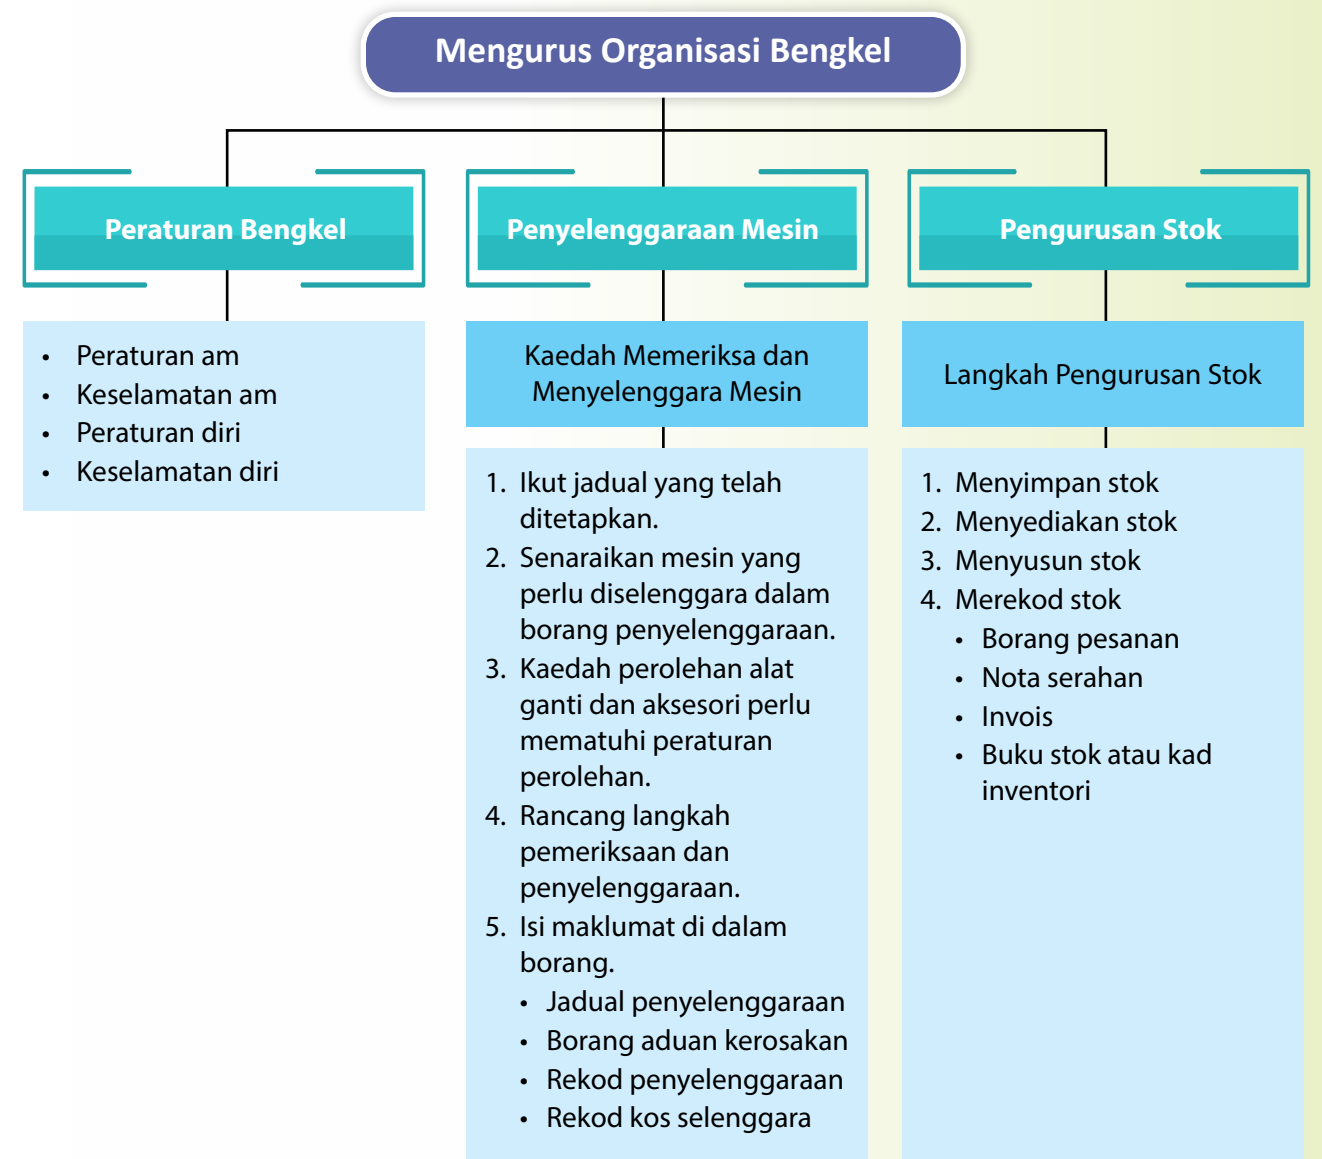 Mengurus Organisasi Bengkel
Peraturan Bengkel
• Peraturan am
• Keselamatan am
• Peraturan diri
• Keselamatan diri
Penyelenggaraan Mesin
Kaedah Memeriksa dan
Menyelenggara Mesin
1. Ikut jadual yang telah
ditetapkan.
2. Senaraikan mesin yang
perlu diselenggara dalam
borang penyelenggaraan.
3. Kaedah perolehan alat
ganti dan aksesori perlu
mematuhi peraturan
perolehan.
4. Rancang langkah
pemeriksaan dan
penyelenggaraan.
5. Isi maklumat di dalam
borang.
• Jadual penyelenggaraan
• Borang aduan kerosakan
• Rekod penyelenggaraan
• Rekod kos selenggara
Pengurusan Stok
Langkah Pengurusan Stok
1. Menyimpan stok
2. Menyediakan stok
3. Menyusun stok
4. Merekod stok
• Borang pesanan
• Nota serahan
• Invois
• Buku stok atau kad
inventori